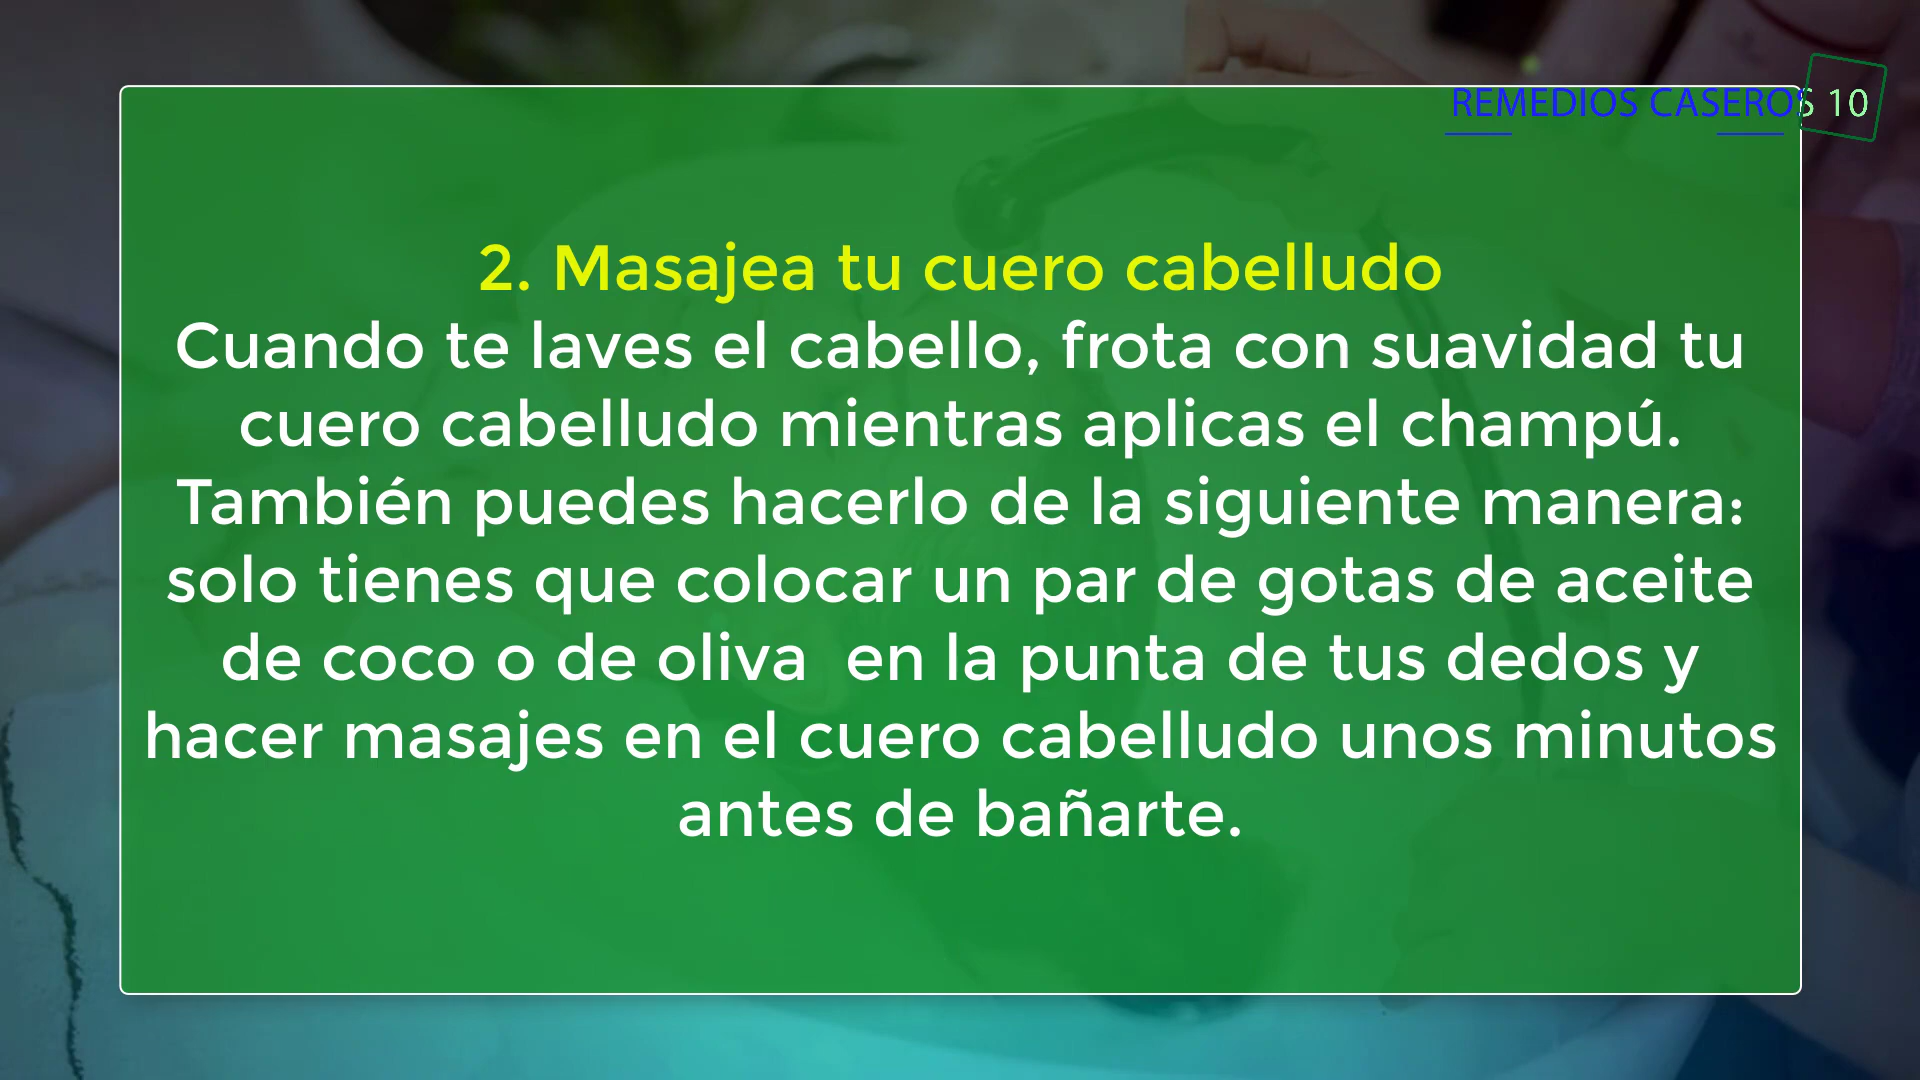 REMEDIOS CASEROS 10
2. Masajea tu cuero cabelludo
Cuando te laves el cabello, frota con suavidad tu
cuero cabelludo mientras aplicas el champú.
También puedes hacerlo de la siguiente manera:
solo tienes que colocar un par de gotas de aceite
de coco o de oliva  en la punta de tus dedos y
hacer masajes en el cuero cabelludo unos minutos
antes de bañarte.